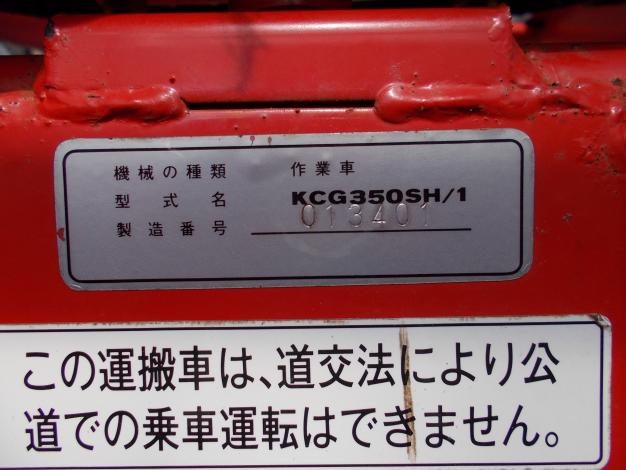 機械の種類 作業車
型式名 KCG350SH/1
製造番号 013401
この運搬車は、道交法により公
道での乗車運転はできません。